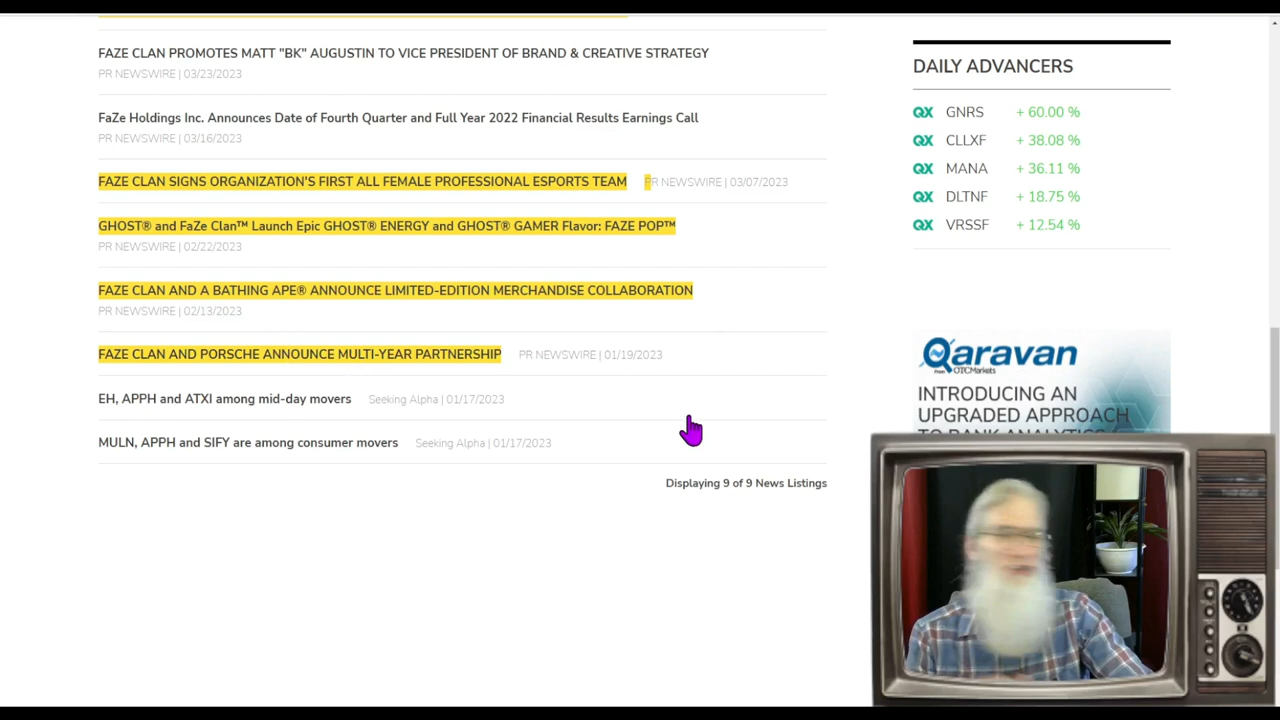 FAZE CLAN PROMOTES MATT "BK" AUGUSTIN TO VICE PRESIDENT OF BRAND & CREATIVE STRATEGY
PR NEWSWIRE | 03/23/2023
FaZe Holdings Inc. Announces Date of Fourth Quarter and Full Year 2022 Financial Results Earnings Call
PR NEWSWIRE | 03/16/2023
FAZE CLAN SIGNS ORGANIZATION'S FIRST ALL FEMALE PROFESSIONAL ESPORTS TEAM PR NEWSWIRE | 03/07/2023
GHOST® and FaZe Clan™ Launch Epic GHOST® ENERGY and GHOST® GAMER Flavor: FAZE POP™
PR NEWSWIRE | 02/22/2023
FAZE CLAN AND A BATHING APE® ANNOUNCE LIMITED-EDITION MERCHANDISE COLLABORATION
PR NEWSWIRE | 02/13/2023
FAZE CLAN AND PORSCHE ANNOUNCE MULTI-YEAR PARTNERSHIP PR NEWSWIRE | 01/19/2023
EH, APPH and ATXI among mid-day movers Seeking Alpha | 01/17/2023
MULN, APPH and SIFY are among consumer movers Seeking Alpha | 01/17/2023
Displaying 9 of 9 News Listings
DAILY ADVANCERS
QX GNRS + 60.00 %
QX CLLXF + 38.08 %
QX MANA + 36.11 %
QX DLTNF + 18.75 %
QX VRSSF + 12.54 %
Qaravan
From OTCMarkets
INTRODUCING AN
UPGRADED APPROACH
TO BANK ANALYTICS